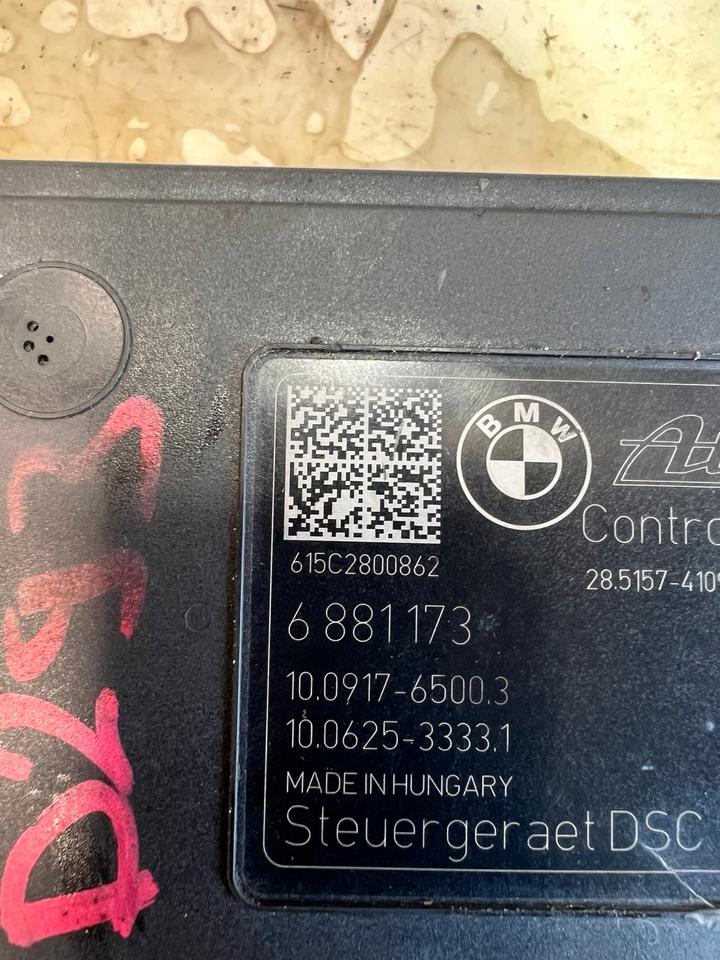 BMW
Contro
615C2800862
28.5157-410
6 881 173
10.0917-6500.3
10.0625-3333.1
MADE IN HUNGARY
Steuergeraet DSC
D293